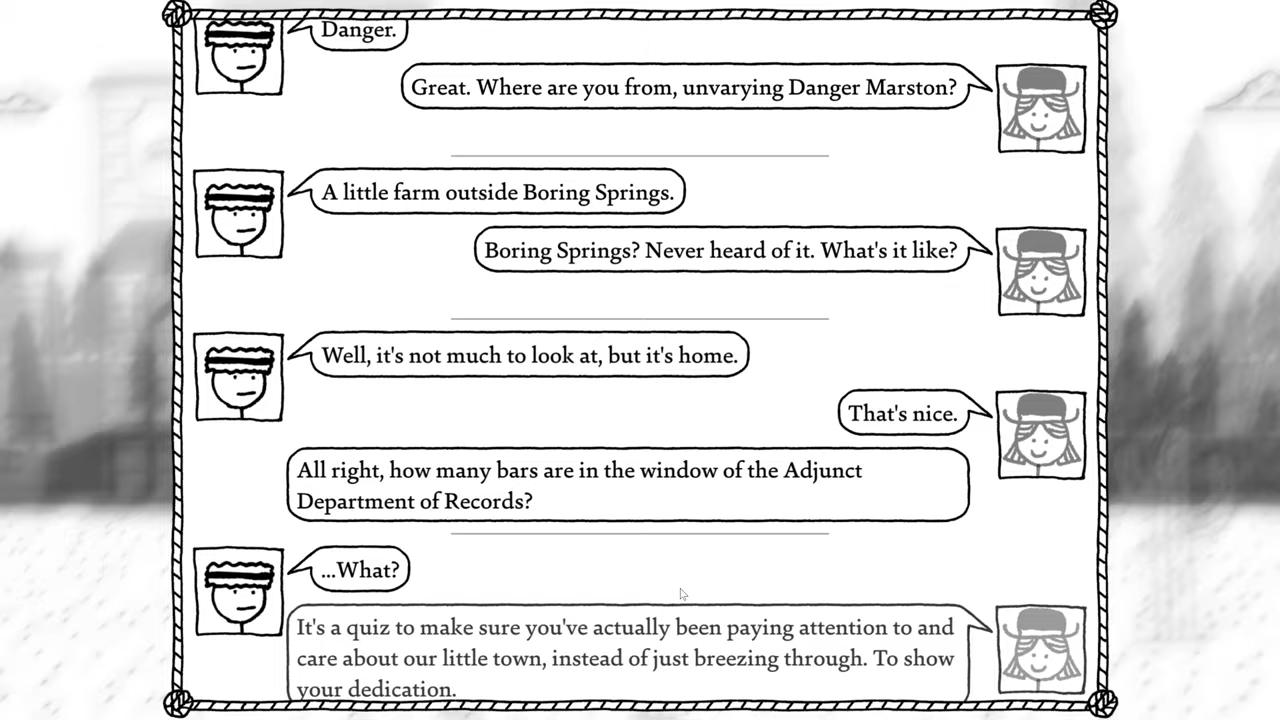 Danger.
Great. Where are you from, unvarying Danger Marston?
A little farm outside Boring Springs.
Boring Springs? Never heard of it. What's it like?
Well, it's not much to look at, but it's home.
That's nice.
All right, how many bars are in the window of the Adjunct
Department of Records?
...What?
It's a quiz to make sure you've actually been paying attention to and
care about our little town, instead of just breezing through. To show
your dedication.